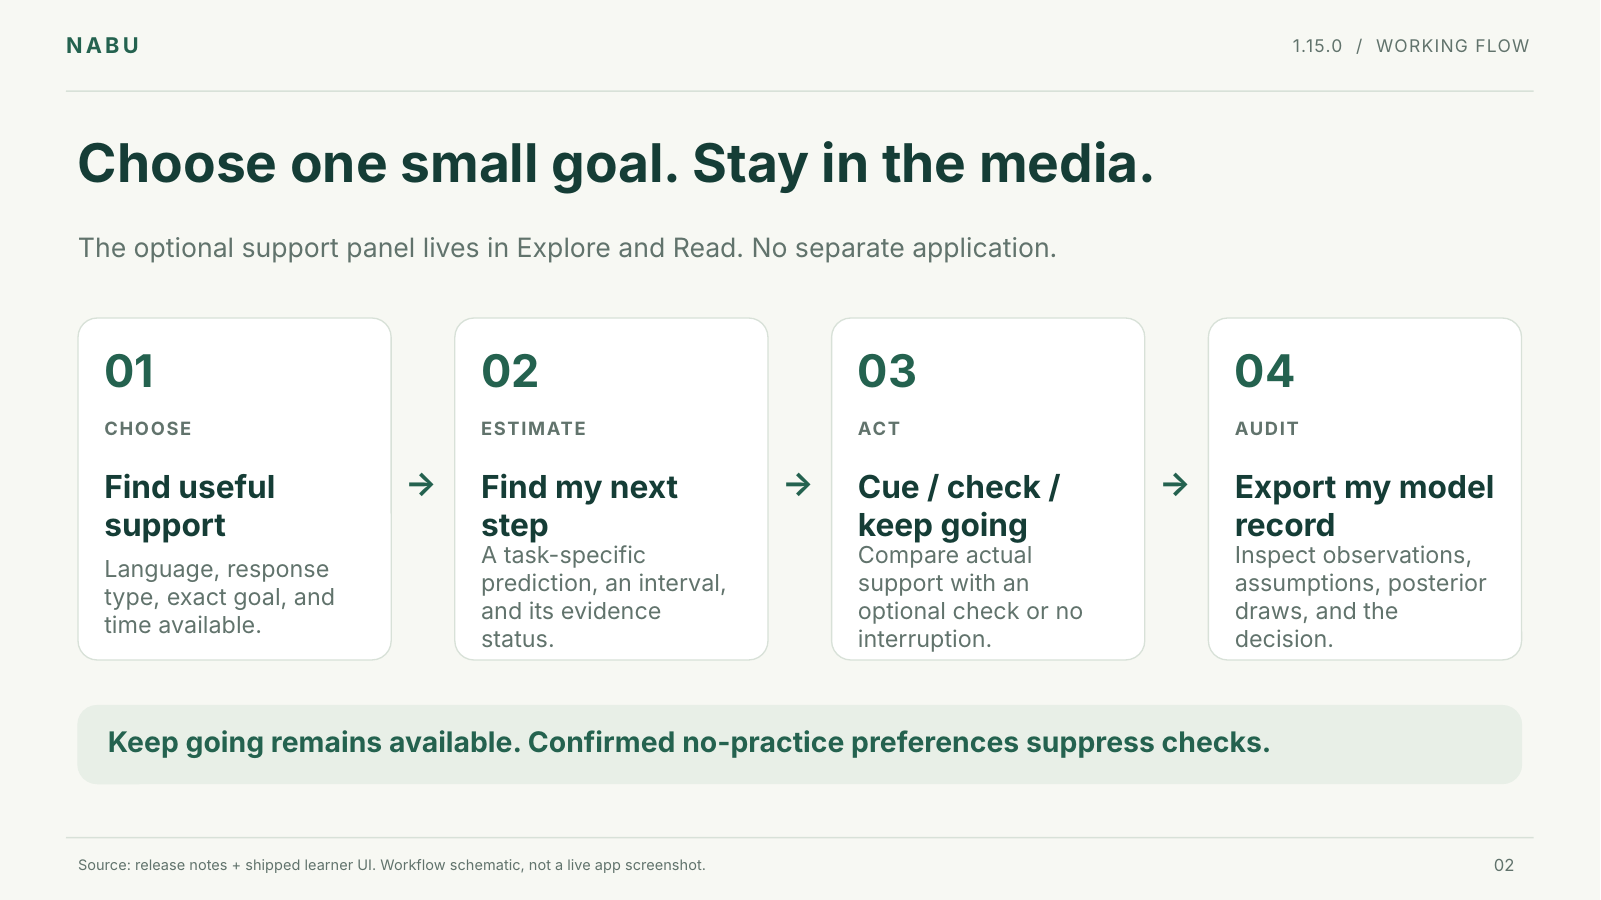 NABU
1.15.0 / WORKING FLOW
Choose one small goal. Stay in the media.
The optional support panel lives in Explore and Read. No separate application.
01
CHOOSE
Find useful
support
Language, response
type, exact goal, and
time available.
→
02
ESTIMATE
Find my next
step
A task-specific
prediction, an interval,
and its evidence
status.
→
03
ACT
Cue / check /
keep going
Compare actual
support with an
optional check or no
interruption.
→
04
AUDIT
Export my model
record
Inspect observations,
assumptions, posterior
draws, and the
decision.
Keep going remains available. Confirmed no-practice preferences suppress checks.
Source: release notes + shipped learner UI. Workflow schematic, not a live app screenshot.
02